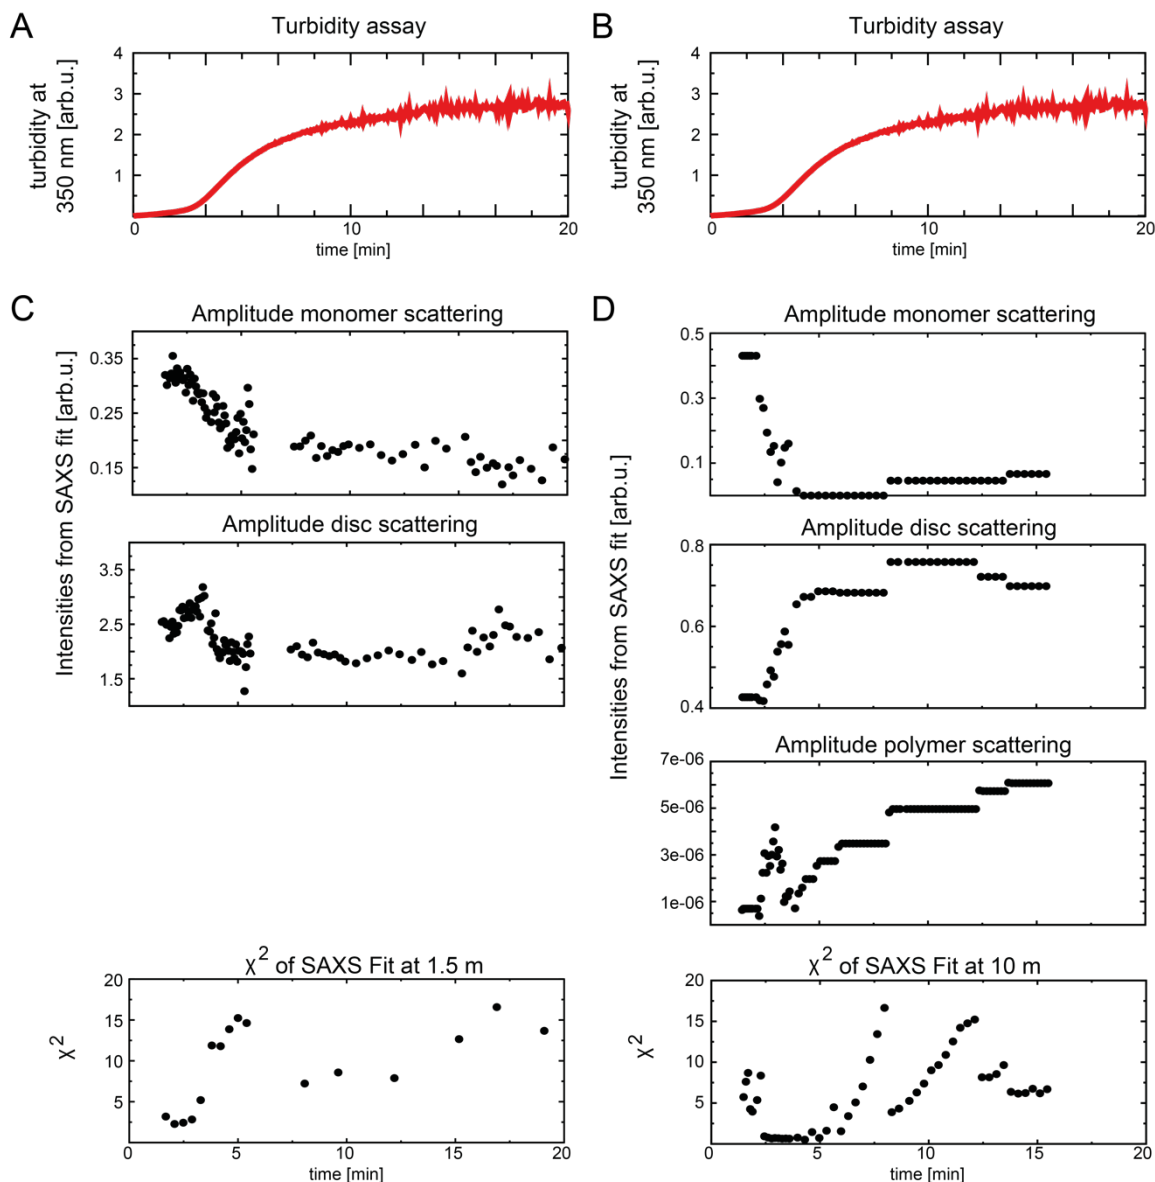 A
Turbidity assay
turbidity at
350 nm [arb.u.]
4
3
2
1
0
10
20
time [min]
B
Turbidity assay
turbidity at
350 nm [arb.u.]
4
3
2
1
0
10
20
time [min]
C
Intensities from SAXS fit [arb.u.]
Amplitude monomer scattering
0.35
0.25
0.15
Amplitude disc scattering
3.5
2.5
1.5
χ² of SAXS Fit at 1.5 m
χ²
20
15
10
5
0
5
10
15
20
time [min]
D
Intensities from SAXS fit [arb.u.]
Amplitude monomer scattering
0.5
0.3
0.1
Amplitude disc scattering
0.8
0.6
0.4
Amplitude polymer scattering
7e-06
5e-06
3e-06
1e-06
χ² of SAXS Fit at 10 m
χ²
20
15
10
5
0
5
10
15
20
time [min]